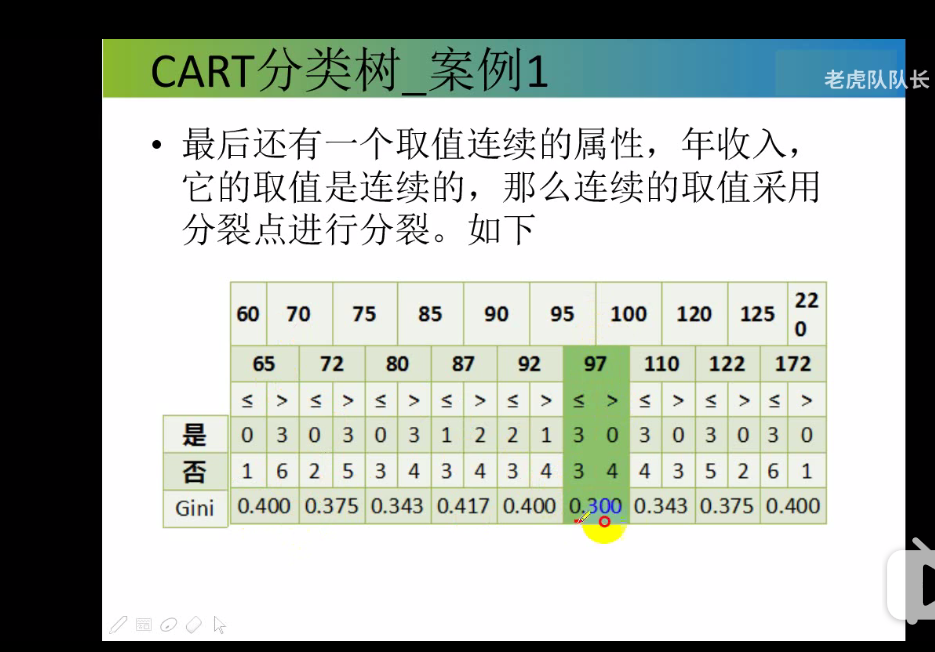 CART分类树_案例1
老虎队队长
• 最后还有一个取值连续的属性，年收入，
它的取值是连续的，那么连续的取值采用
分裂点进行分裂。如下
60 70 75 85 90 95 100 120 125 220
65 72 80 87 92 97 110 122 172
≤ > ≤ > ≤ > ≤ > ≤ > ≤ > ≤ > ≤ > ≤ >
是 0 3 0 3 0 3 1 2 2 1 3 0 3 0 3 0 3 0
否 1 6 2 5 3 4 3 4 3 4 3 4 4 3 5 2 6 1
Gini 0.400 0.375 0.343 0.417 0.400 0.300 0.343 0.375 0.400